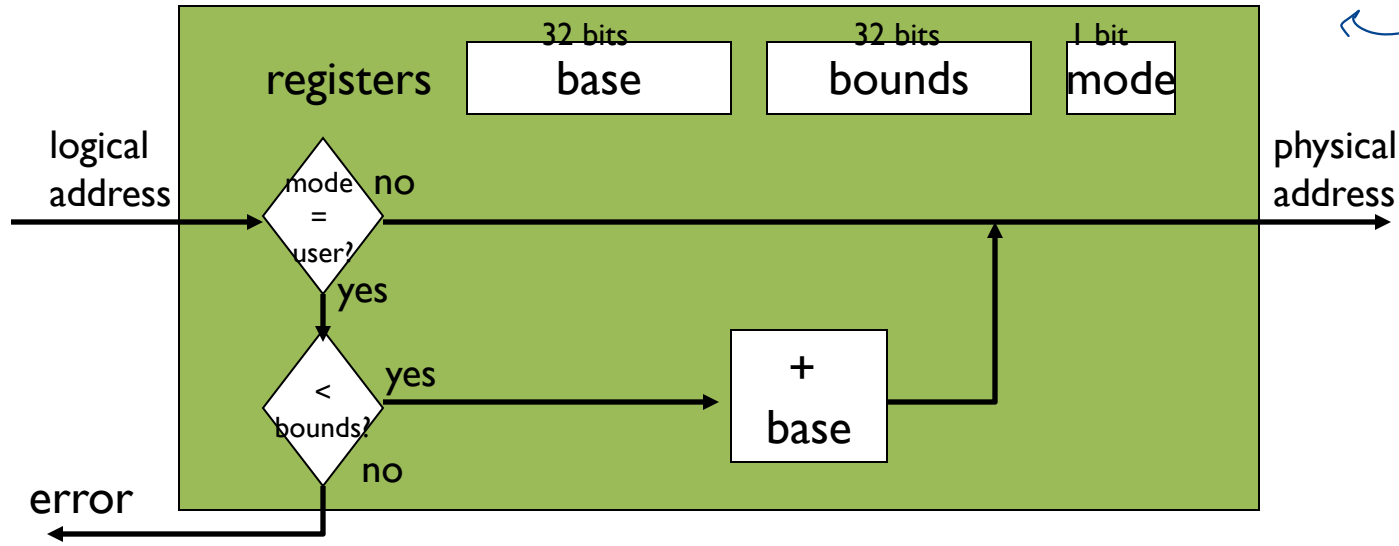 32 bits
32 bits
1 bit
registers
base
bounds
mode
logical
address
physical
address
mode
=
user?
no
yes
<
bounds?
yes
no
+
base
error